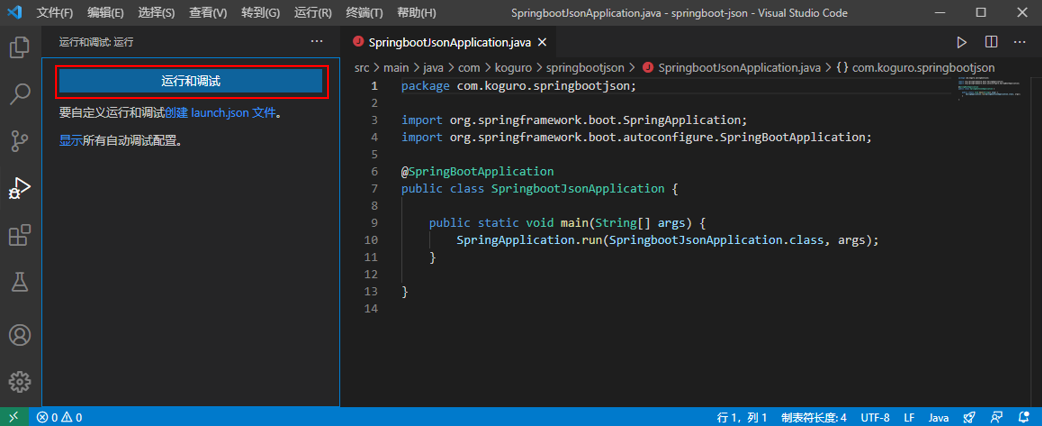 文件(F) 编辑(E) 选择(S) 查看(V) 转到(G) 运行(R) 终端(T) 帮助(H) SpringbootJsonApplication.java - springboot-json - Visual Studio Code
运行和调试: 运行 ···
运行和调试
要自定义运行和调试创建 launch.json 文件。
显示所有自动调试配置。
SpringbootJsonApplication.java
src > main > java > com > koguro > springbootjson > SpringbootJsonApplication.java > {} com.koguro.springbootjson
1 package com.koguro.springbootjson;
2
3 import org.springframework.boot.SpringApplication;
4 import org.springframework.boot.autoconfigure.SpringBootApplication;
5
6 @SpringBootApplication
7 public class SpringbootJsonApplication {
8
9 public static void main(String[] args) {
10 SpringApplication.run(SpringbootJsonApplication.class, args);
11 }
12
13 }
14
0 0 行 1，列 1 制表符长度: 4 UTF-8 LF Java